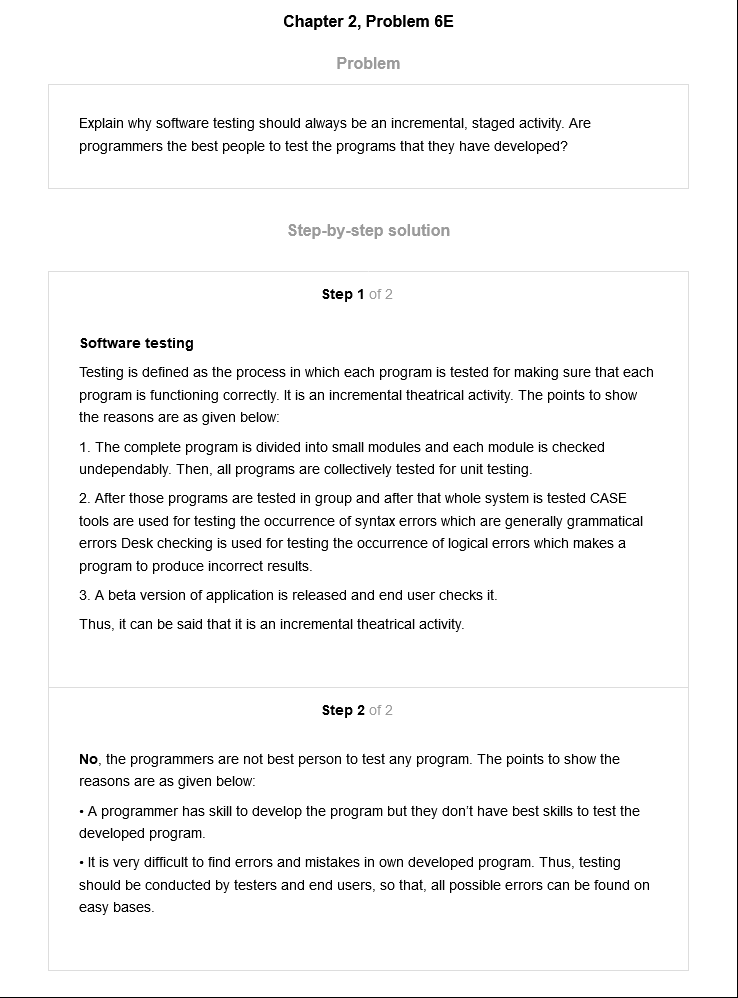 Chapter 2, Problem 6E
Problem
Explain why software testing should always be an incremental, staged activity. Are
programmers the best people to test the programs that they have developed?
Step-by-step solution
Step 1 of 2
Software testing
Testing is defined as the process in which each program is tested for making sure that each
program is functioning correctly. It is an incremental theatrical activity. The points to show
the reasons are as given below:
1. The complete program is divided into small modules and each module is checked
undependably. Then, all programs are collectively tested for unit testing.
2. After those programs are tested in group and after that whole system is tested CASE
tools are used for testing the occurrence of syntax errors which are generally grammatical
errors Desk checking is used for testing the occurrence of logical errors which makes a
program to produce incorrect results.
3. A beta version of application is released and end user checks it.
Thus, it can be said that it is an incremental theatrical activity.
Step 2 of 2
No, the programmers are not best person to test any program. The points to show the
reasons are as given below:
• A programmer has skill to develop the program but they don’t have best skills to test the
developed program.
• It is very difficult to find errors and mistakes in own developed program. Thus, testing
should be conducted by testers and end users, so that, all possible errors can be found on
easy bases.